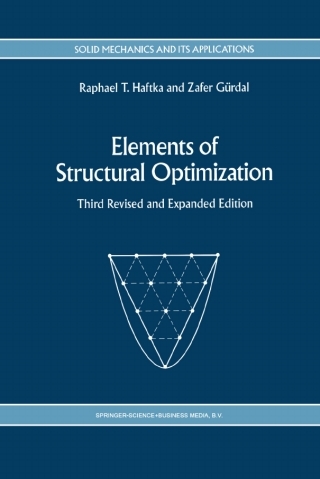 SOLID MECHANICS AND ITS APPLICATIONS
Raphael T. Haftka and Zafer Gürdal
Elements of
Structural Optimization
Third Revised and Expanded Edition
SPRINGER-SCIENCE+BUSINESS MEDIA, B.V.